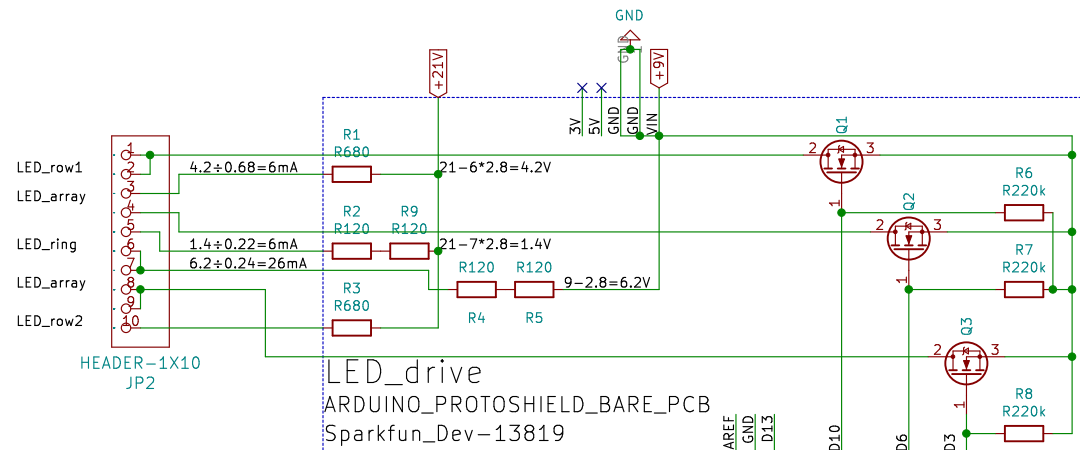 GND
GND
+21V
+9V
3V
5V
GND
GND
VIN
Q1
R1
R680
1
2
3
4
5
6
7
8
9
10
LED_row1
4.2÷0.68=6mA
21-6*2.8=4.2V
2
3
1
LED_array
R6
R220k
Q2
R2
R120
R9
R120
LED_ring
1.4÷0.22=6mA
21-7*2.8=1.4V
2
3
1
6.2÷0.24=26mA
R120
R120
9-2.8=6.2V
R7
R220k
LED_array
R3
R680
R4
R5
LED_row2
Q3
2
3
1
HEADER-1X10
JP2
LED_drive
ARDUINO_PROTOSHIELD_BARE_PCB
Sparkfun_Dev-13819
R8
R220k
AREF
GND
D13
D10
D6
D3